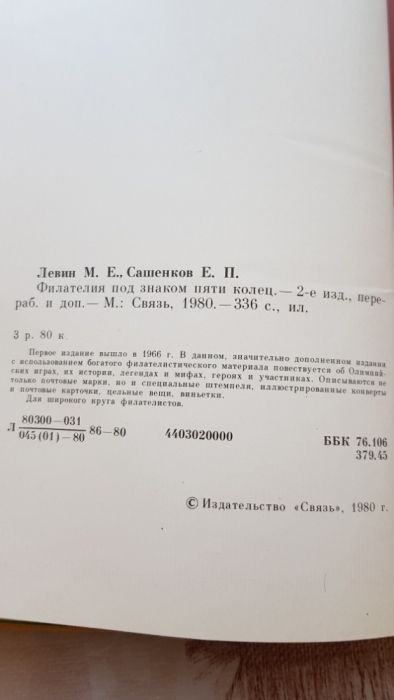 Левин М. Е., Сашенков Е. П.
Филателия под знаком пяти колец. — 2-е изд., пере-
раб. и доп. — М.: Связь, 1980. — 336 с., ил.
3 р. 80 к.
Первое издание вышло в 1966 г. В данном, значительно дополненном издании
с использованием богатого филателистического материала повествуется об Олимпий-
ских играх, их истории, легендах и мифах, героях и участниках. Описываются не
только почтовые марки, но и специальные штемпеля, иллюстрированные конверты
и почтовые карточки, цельные вещи, виньетки.
Для широкого круга филателистов.
Л 80300—031
045(01)—80 86—80 4403020000
ББК 76.106
379.45
© Издательство «Связь», 1980 г.